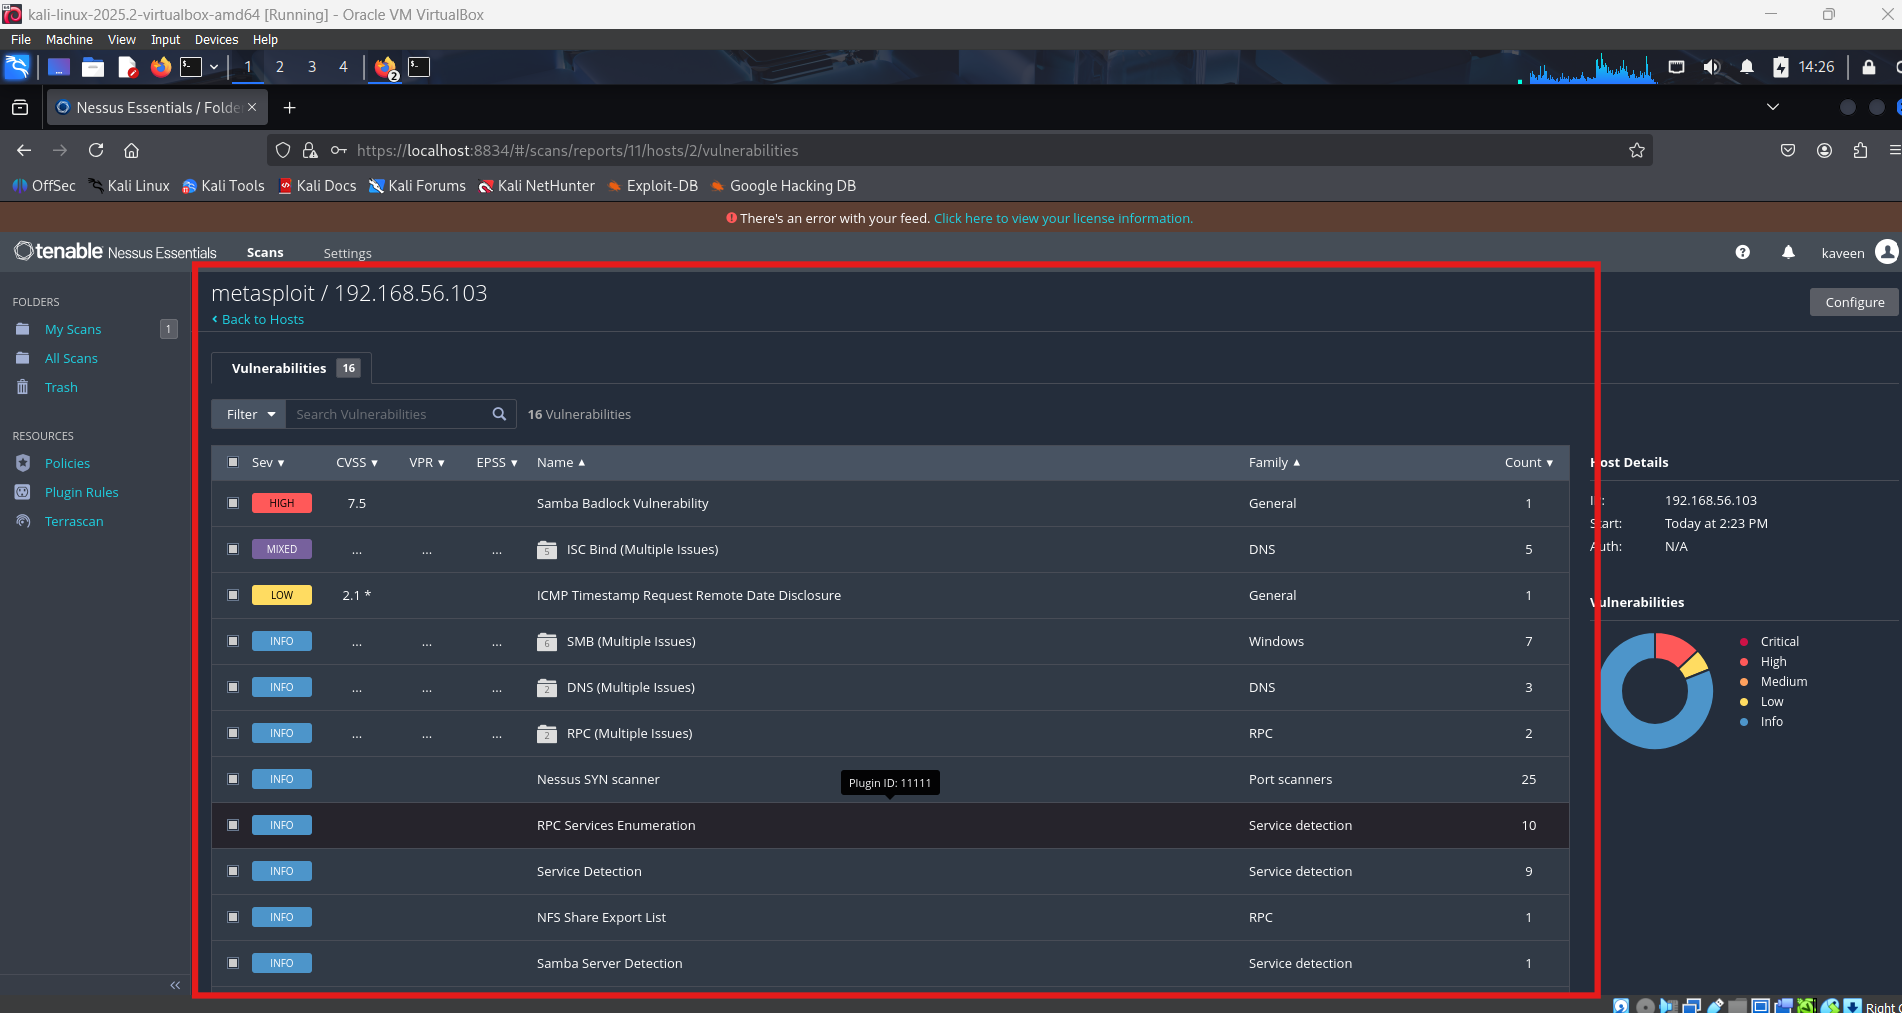 kali-linux-2025.2-virtualbox-amd64 [Running] - Oracle VM VirtualBox
File Machine View Input Devices Help
1 2 3 4 2 14:26
Nessus Essentials / Folde
https://localhost:8834/#/scans/reports/11/hosts/2/vulnerabilities
OffSec Kali Linux Kali Tools Kali Docs Kali Forums Kali NetHunter Exploit-DB Google Hacking DB
There's an error with your feed. Click here to view your license information.
tenable Nessus Essentials Scans Settings kaveen
FOLDERS
My Scans 1
All Scans
Trash
RESOURCES
Policies
Plugin Rules
Terrascan
metasploit / 192.168.56.103
Back to Hosts
Configure
Vulnerabilities 16
Filter Search Vulnerabilities 16 Vulnerabilities
Sev CVSS VPR EPSS Name Family Count
HIGH 7.5 Samba Badlock Vulnerability General 1
MIXED ... ... ... 5 ISC Bind (Multiple Issues) DNS 5
LOW 2.1 * ICMP Timestamp Request Remote Date Disclosure General 1
INFO ... ... ... 6 SMB (Multiple Issues) Windows 7
INFO ... ... ... 2 DNS (Multiple Issues) DNS 3
INFO ... ... ... 2 RPC (Multiple Issues) RPC 2
INFO Nessus SYN scanner Port scanners 25
Plugin ID: 11111
INFO RPC Services Enumeration Service detection 10
INFO Service Detection Service detection 9
INFO NFS Share Export List RPC 1
INFO Samba Server Detection Service detection 1
Host Details
192.168.56.103
Start: Today at 2:23 PM
Auth: N/A
Vulnerabilities
Critical
High
Medium
Low
Info
Right